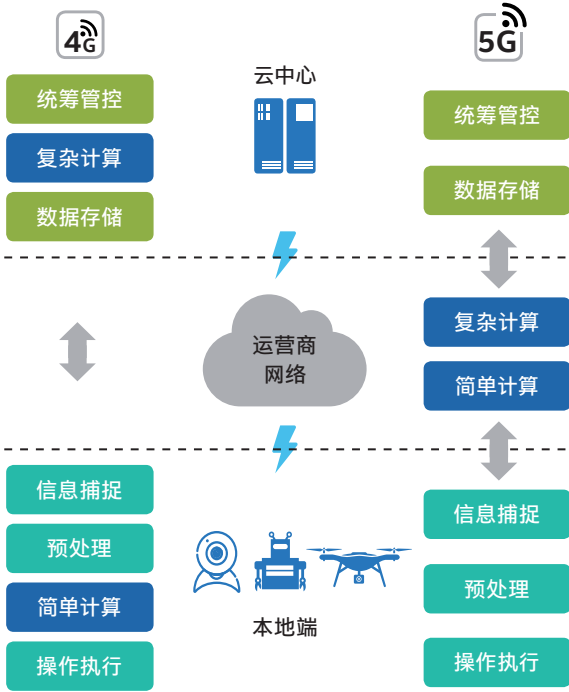 4G
统筹管控
复杂计算
数据存储
信息捕捉
预处理
简单计算
操作执行
云中心
运营商
网络
本地端
5G
统筹管控
数据存储
复杂计算
简单计算
信息捕捉
预处理
操作执行